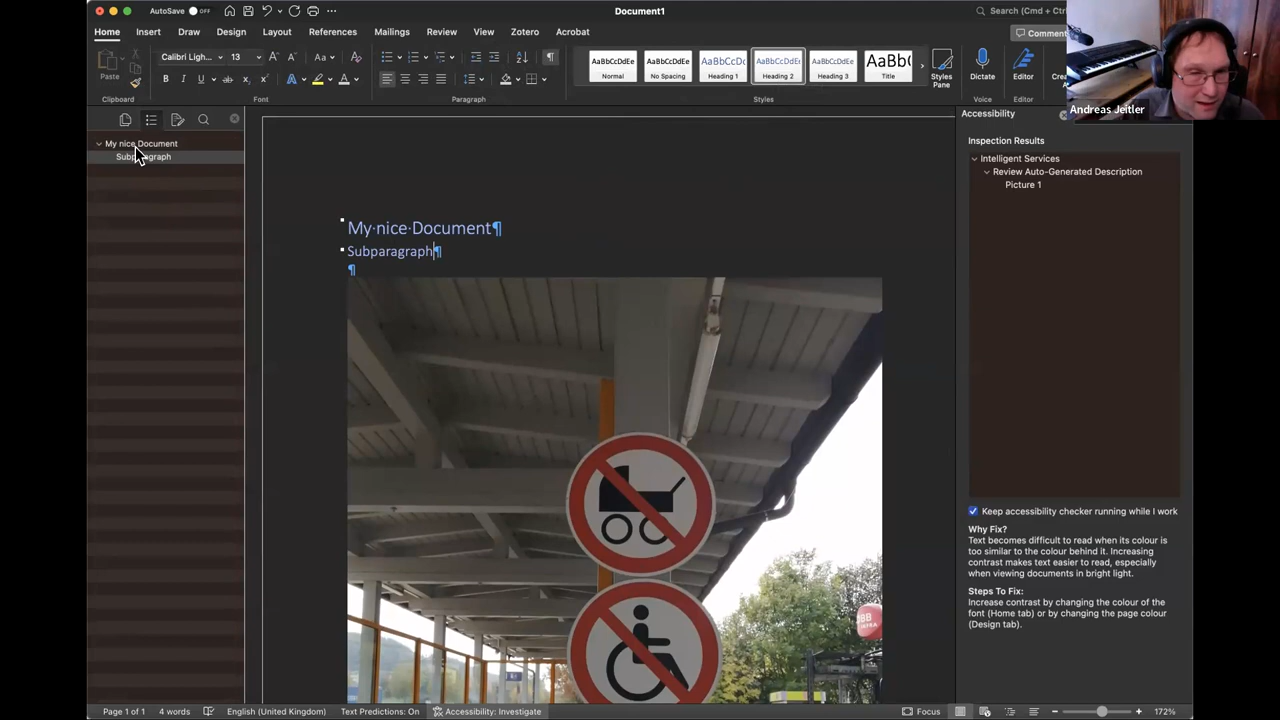 AutoSave OFF
Document1
Search (Cmd + Ctrl
Home Insert Draw Design Layout References Mailings Review View Zotero Acrobat
Paste
Clipboard
Calibri Ligh... 13
Font
Paragraph
AaBbCcDdEe Normal
AaBbCcDdEe No Spacing
AaBbCcDc Heading 1
AaBbCcDdEe Heading 2
AaBbCcDdEe Heading 3
AaBb( Title
Styles
Styles Pane
Dictate
Voice
Editor
Editor
Andreas Jeitler
My nice Document
My·nice·Document¶
Subparagraph¶
¶
Accessibility
Inspection Results
Intelligent Services
Review Auto-Generated Description
Picture 1
Keep accessibility checker running while I work
Why Fix?
Text becomes difficult to read when its colour is
too similar to the colour behind it. Increasing
contrast makes text easier to read, especially
when viewing documents in bright light.
Steps To Fix:
Increase contrast by changing the colour of the
font (Home tab) or by changing the page colour
(Design tab).
Page 1 of 1 4 words English (United Kingdom) Text Predictions: On Accessibility: Investigate Focus 172%